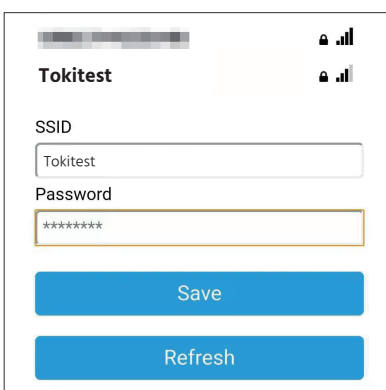 Tokitest
SSID
Tokitest
Password
********
Save
Refresh